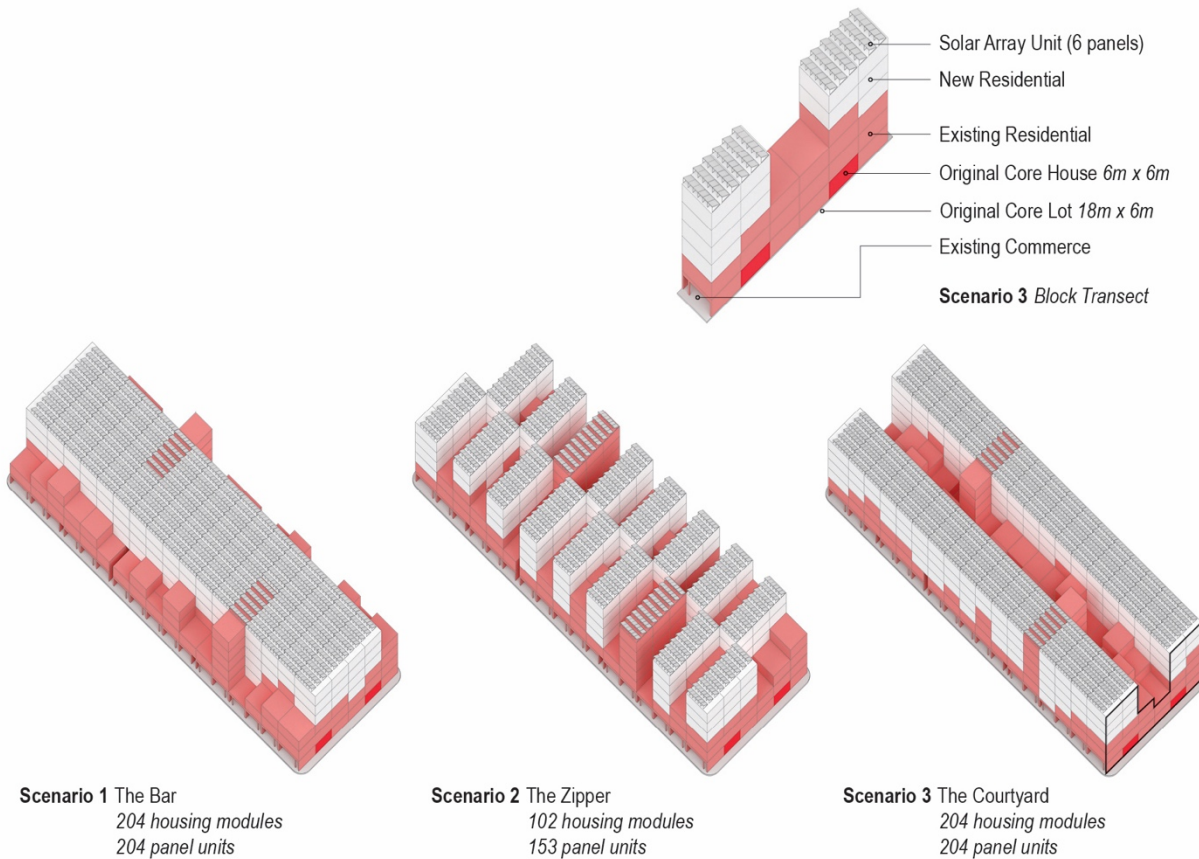 Solar Array Unit (6 panels)
New Residential
Existing Residential
Original Core House 6m x 6m
Original Core Lot 18m x 6m
Existing Commerce
Scenario 3 Block Transect
Scenario 1 The Bar
204 housing modules
204 panel units
Scenario 2 The Zipper
102 housing modules
153 panel units
Scenario 3 The Courtyard
204 housing modules
204 panel units